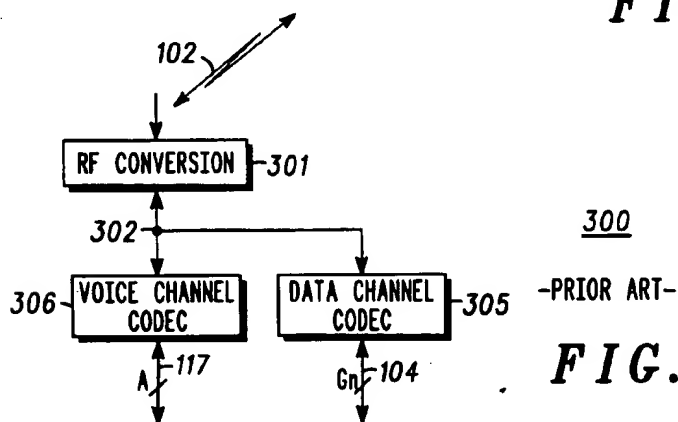 F I
102
RF CONVERSION
301
302
300
306
VOICE CHANNEL
CODEC
DATA CHANNEL
CODEC
305
-PRIOR ART-
A
117
Gn
104
FIG.